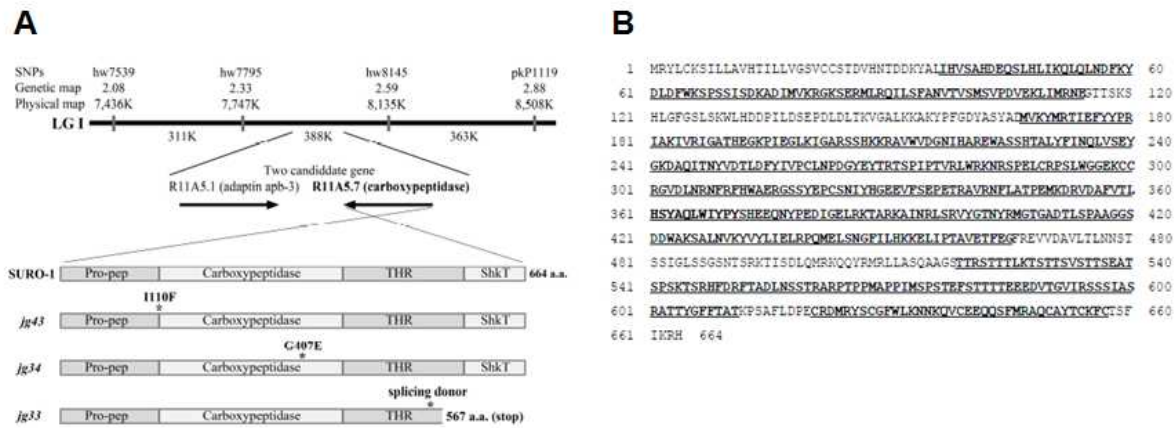 A
SNPs hw7539 hw7795 hw8145 pkP1119
Genetic map 2.08 2.33 2.59 2.88
Physical map 7,436K 7,747K 8,135K 8,508K
LG I
311K 388K 363K
Two canddiate gene
R11A5.1 (adaptin apb-3) R11A5.7 (carboxypeptidase)
SURO-1 Pro-pep Carboxypeptidase THR ShkT 664 a.a.
I110F
*
jg43 Pro-pep Carboxypeptidase THR ShkT
G407E
*
jg34 Pro-pep Carboxypeptidase THR ShkT
splicing donor
*
jg33 Pro-pep Carboxypeptidase THR 567 a.a. (stop)
B
1 MRYLCKSILLAVHTILLVGSVCCSTDVHNTDDKYALIHVSAHDEQSLHLIKQLQLNDFKY 60
61 DLDFWKSPSSISDKADIMVKRGKSERMLRQILSFANVTVSMSVPDVEKLIMRNEGTTSKS 120
121 HLGFGSLSKWLHDDPILDSEPDLDLTKVGALKKAKYPFGDYASYADMVKYMRTIEFYYPR 180
181 IAKIVRIGATHEGKPIEGLKIGARSSHKKRAVWVDGNIHAREWASSHTALYFINQLVSEY 240
241 GKDAQITNYVDTLDFYIVPCLNPDGYEYTRTSPIPTVRLWRKNRSPELCRPSLWGGEKCC 300
301 RGVDLNRNFRFHWAERGSSYEPCSNIYHGEEVFSEPETRAVRNFLATPEMKDRVDAFVTL 360
361 HSYAQLWIYPYSHEEQNYPEDIGELRKTARKAINRLSRVYGTNYRMGTGADTLSPAAGGS 420
421 DDWAKSALNVKYVYLIELRPQMELSNGFILHKKELIPTAVETFEGFREVVDAVLTLNNST 480
481 SSIGLSSGSNTSRKTISDLQMRKQQYRMRLLASQAAGSTTRSTTTLKTSTTSVSTTSEAT 540
541 SPSKTSRHFDRFTADLNSSTRARPTPPMAPPIMSPSTEFSTTTEEEDVTGVIRSSSIAS 600
601 RATTYGFFTATKPSAFLDPECRDMRYSCGFWLKNNKQVCEEQQSFMRAQCAYTCKFCTSF 660
661 IKRH 664